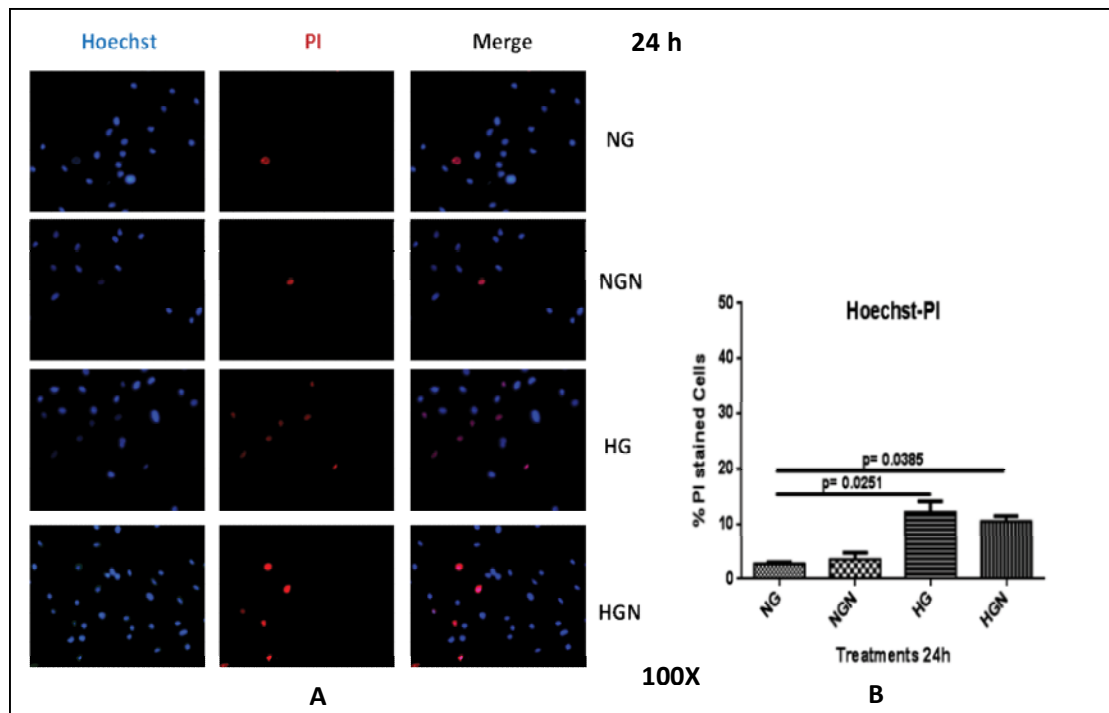 Hoechst PI Merge 24 h
NG
NGN
HG
HGN
100X
A
Hoechst-PI
% PI stained Cells
50
40
30
20
10
0
p= 0.0385
p= 0.0251
NG NGN HG HGN
Treatments 24h
B